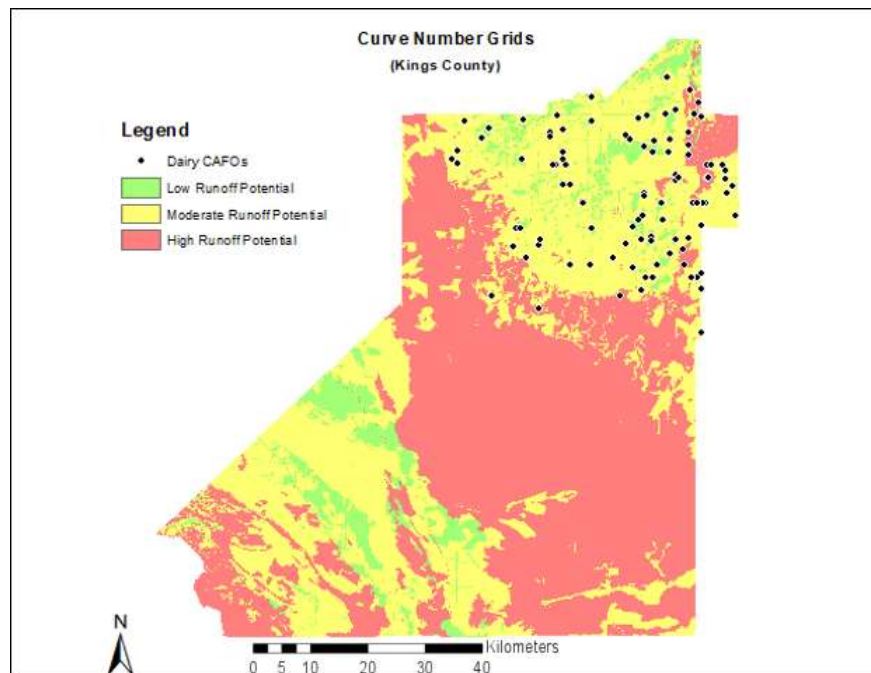 Curve Number Grids
(Kings County)
Legend
Dairy CAFOs
Low Runoff Potential
Moderate Runoff Potential
High Runoff Potential
N
Kilometers
0 5 10 20 30 40